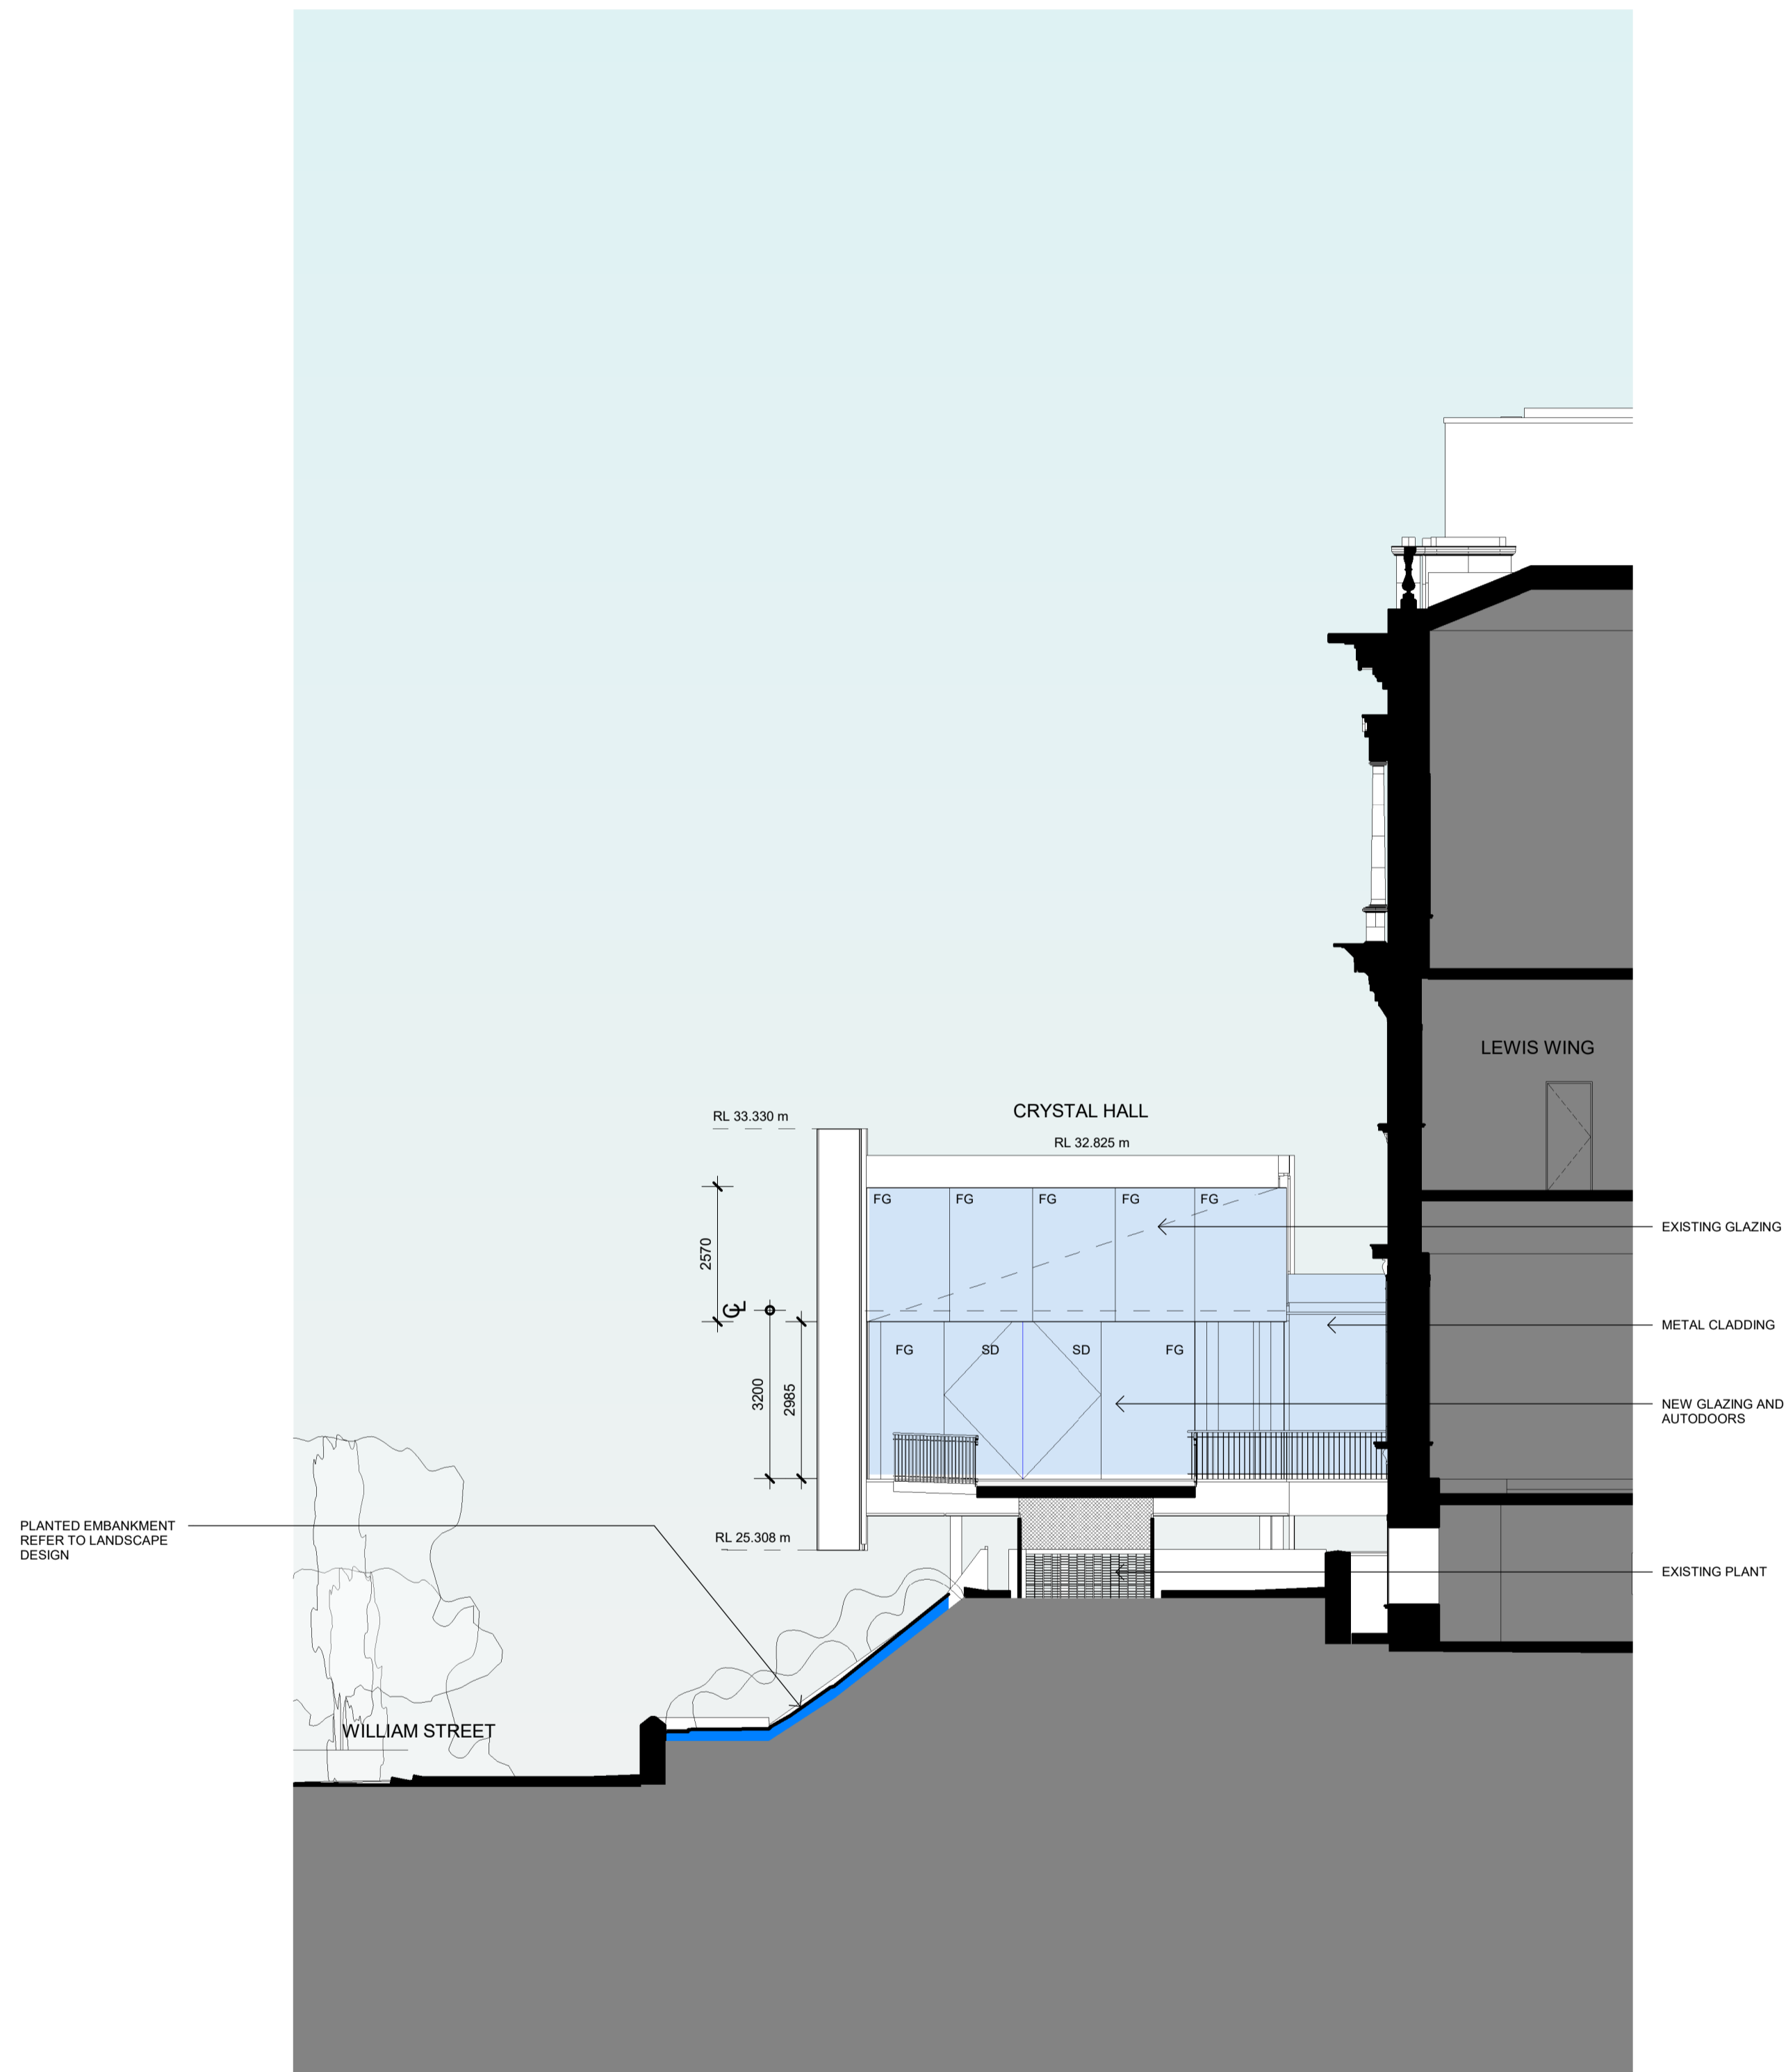 LEWIS WING
CRYSTAL HALL
RL 33.330 m
RL 32.825 m
FG FG FG FG FG
EXISTING GLAZING
2570
CL
METAL CLADDING
FG SD SD FG
3200
2985
NEW GLAZING AND
AUTODOORS
PLANTED EMBANKMENT
REFER TO LANDSCAPE
DESIGN
RL 25.308 m
EXISTING PLANT
WILLIAM STREET